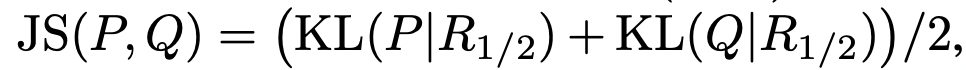 JS(P, Q) = (KL(P|R_{1/2}) + KL(Q|R_{1/2}))/2,